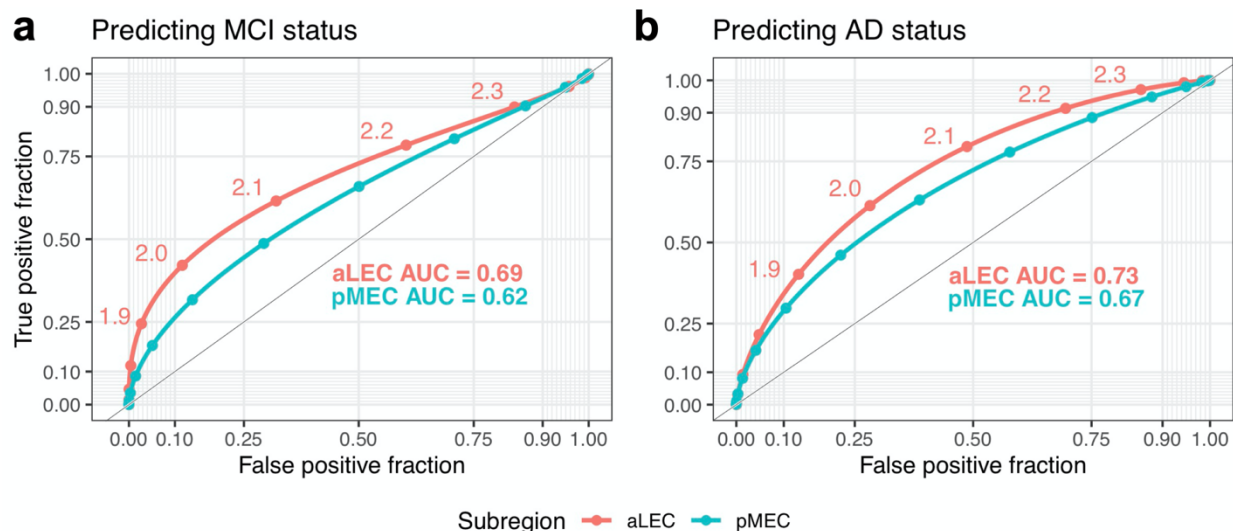 a Predicting MCI status
b Predicting AD status
True positive fraction
1.00
0.90
0.75
0.50
0.25
0.10
0.00
2.3
2.2
2.1
2.0
1.9
aLEC AUC = 0.69
pMEC AUC = 0.62
0.00 0.10 0.25 0.50 0.75 0.90 1.00
False positive fraction
1.00
0.90
0.75
0.50
0.25
0.10
0.00
2.3
2.2
2.1
2.0
1.9
aLEC AUC = 0.73
pMEC AUC = 0.67
0.00 0.10 0.25 0.50 0.75 0.90 1.00
False positive fraction
Subregion aLEC pMEC